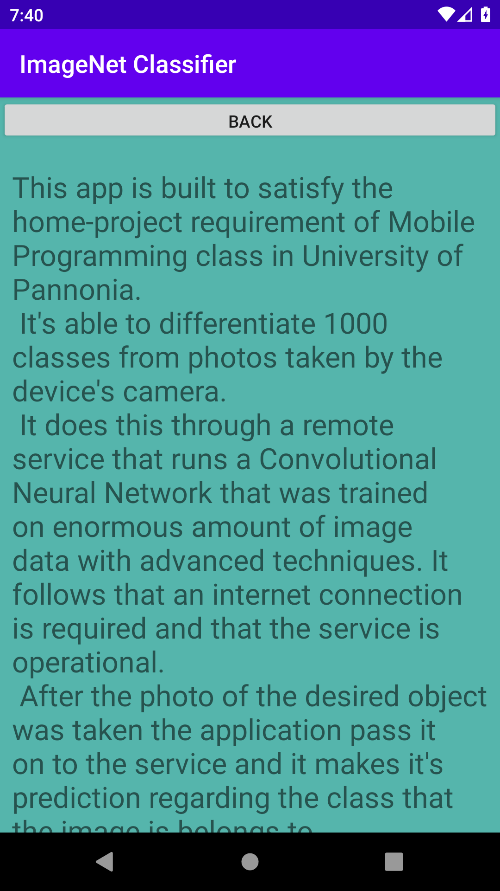 7:40
ImageNet Classifier
BACK
This app is built to satisfy the
home-project requirement of Mobile
Programming class in University of
Pannonia.
It's able to differentiate 1000
classes from photos taken by the
device's camera.
It does this through a remote
service that runs a Convolutional
Neural Network that was trained
on enormous amount of image
data with advanced techniques. It
follows that an internet connection
is required and that the service is
operational.
After the photo of the desired object
was taken the application pass it
on to the service and it makes it's
prediction regarding the class that
the image is belongs to